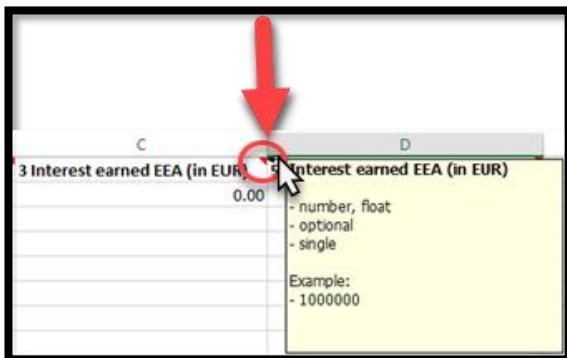 C
D
3 Interest earned EEA (in EUR)
Interest earned EEA (in EUR)
0.00
- number, float
- optional
- single
Example:
- 1000000